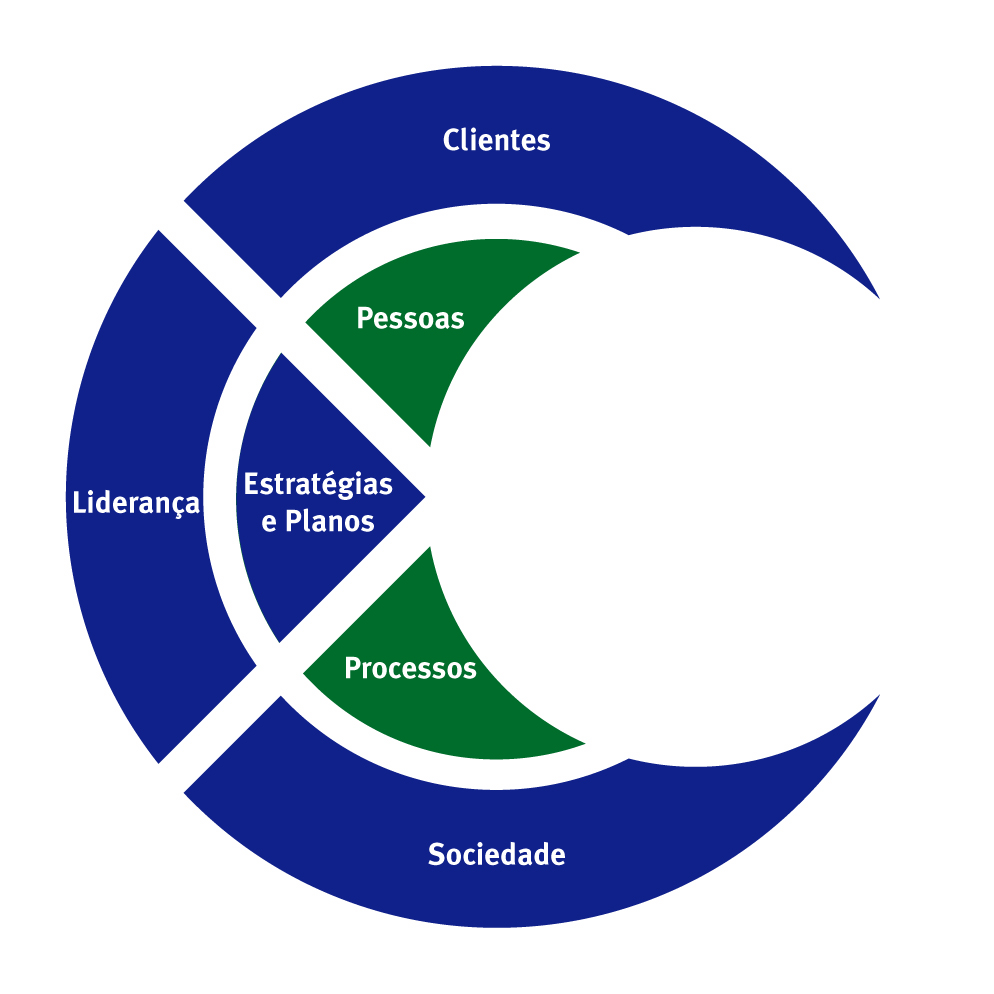 Clientes
Pessoas
Liderança
Estratégias
e Planos
Processos
Sociedade